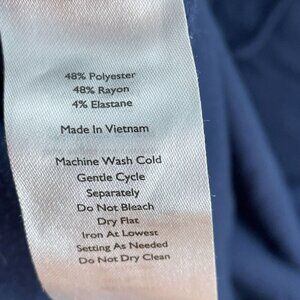 48% Polyester
48% Rayon
4% Elastane
Made In Vietnam
Machine Wash Cold
Gentle Cycle
Separately
Do Not Bleach
Dry Flat
Iron At Lowest
Setting As Needed
Do Not Dry Clean